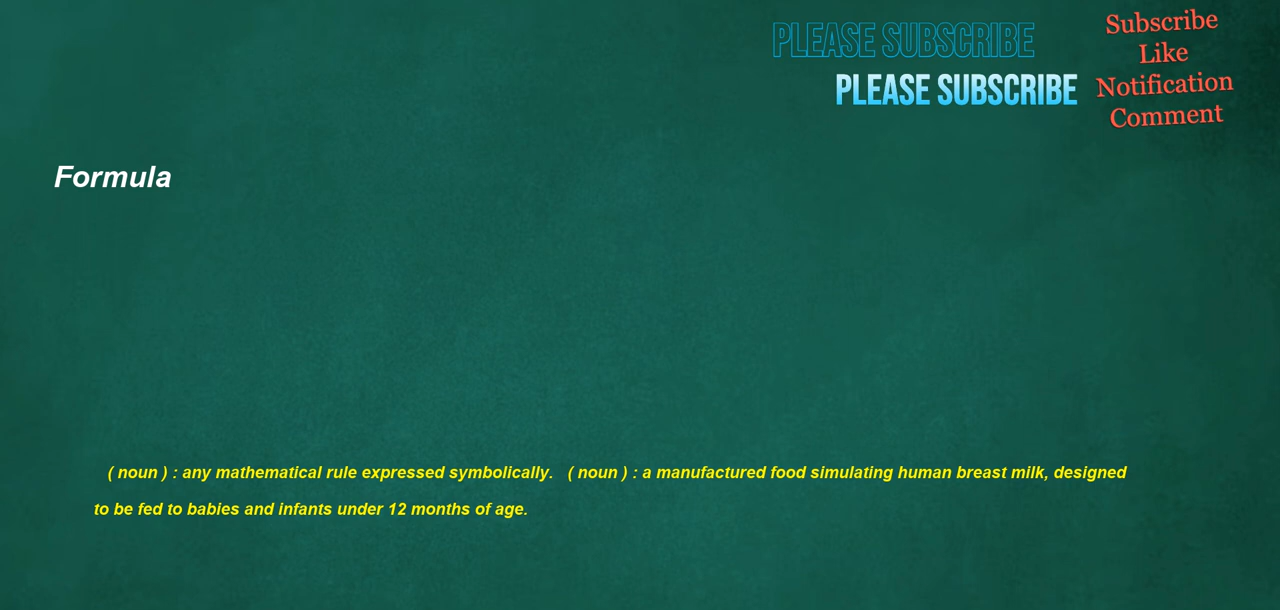 PLEASE SUBSCRIBE
PLEASE SUBSCRIBE
Subscribe
Like
Notification
Comment
Formula
( noun ) : any mathematical rule expressed symbolically.   ( noun ) : a manufactured food simulating human breast milk, designed
to be fed to babies and infants under 12 months of age.